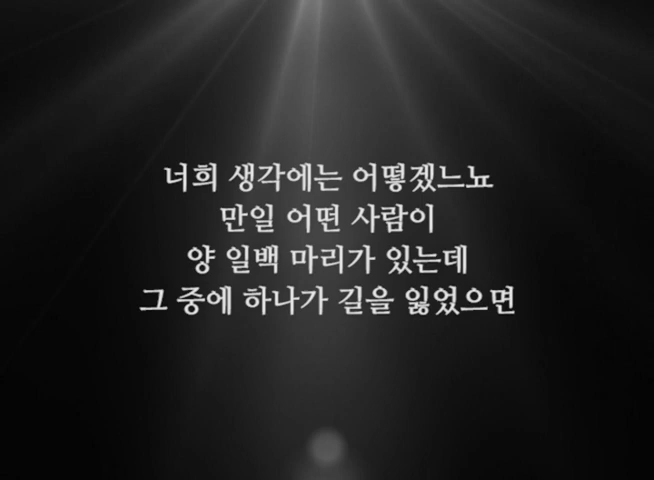 너희 생각에는 어떻겠느뇨
만일 어떤 사람이
양 일백 마리가 있는데
그 중에 하나가 길을 잃었으면